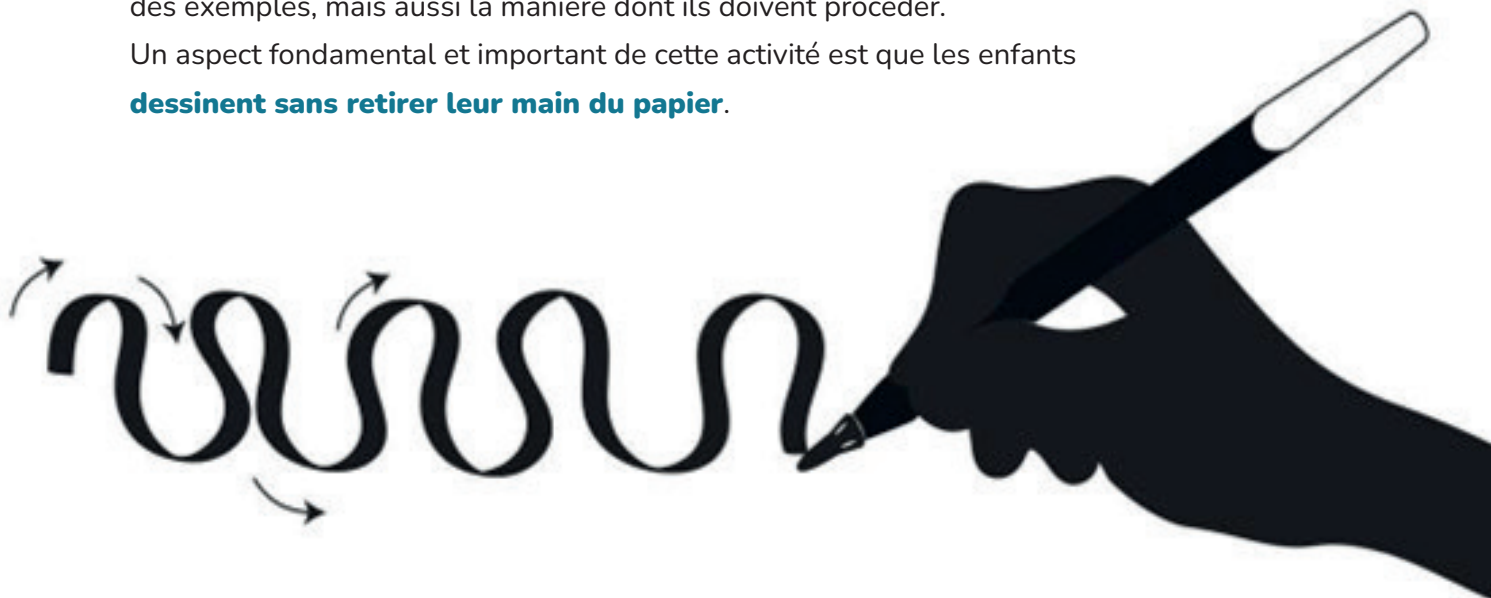 des exemples, mais aussi la manière dont ils doivent procéder.
Un aspect fondamental et important de cette activité est que les enfants
dessinent sans retirer leur main du papier.